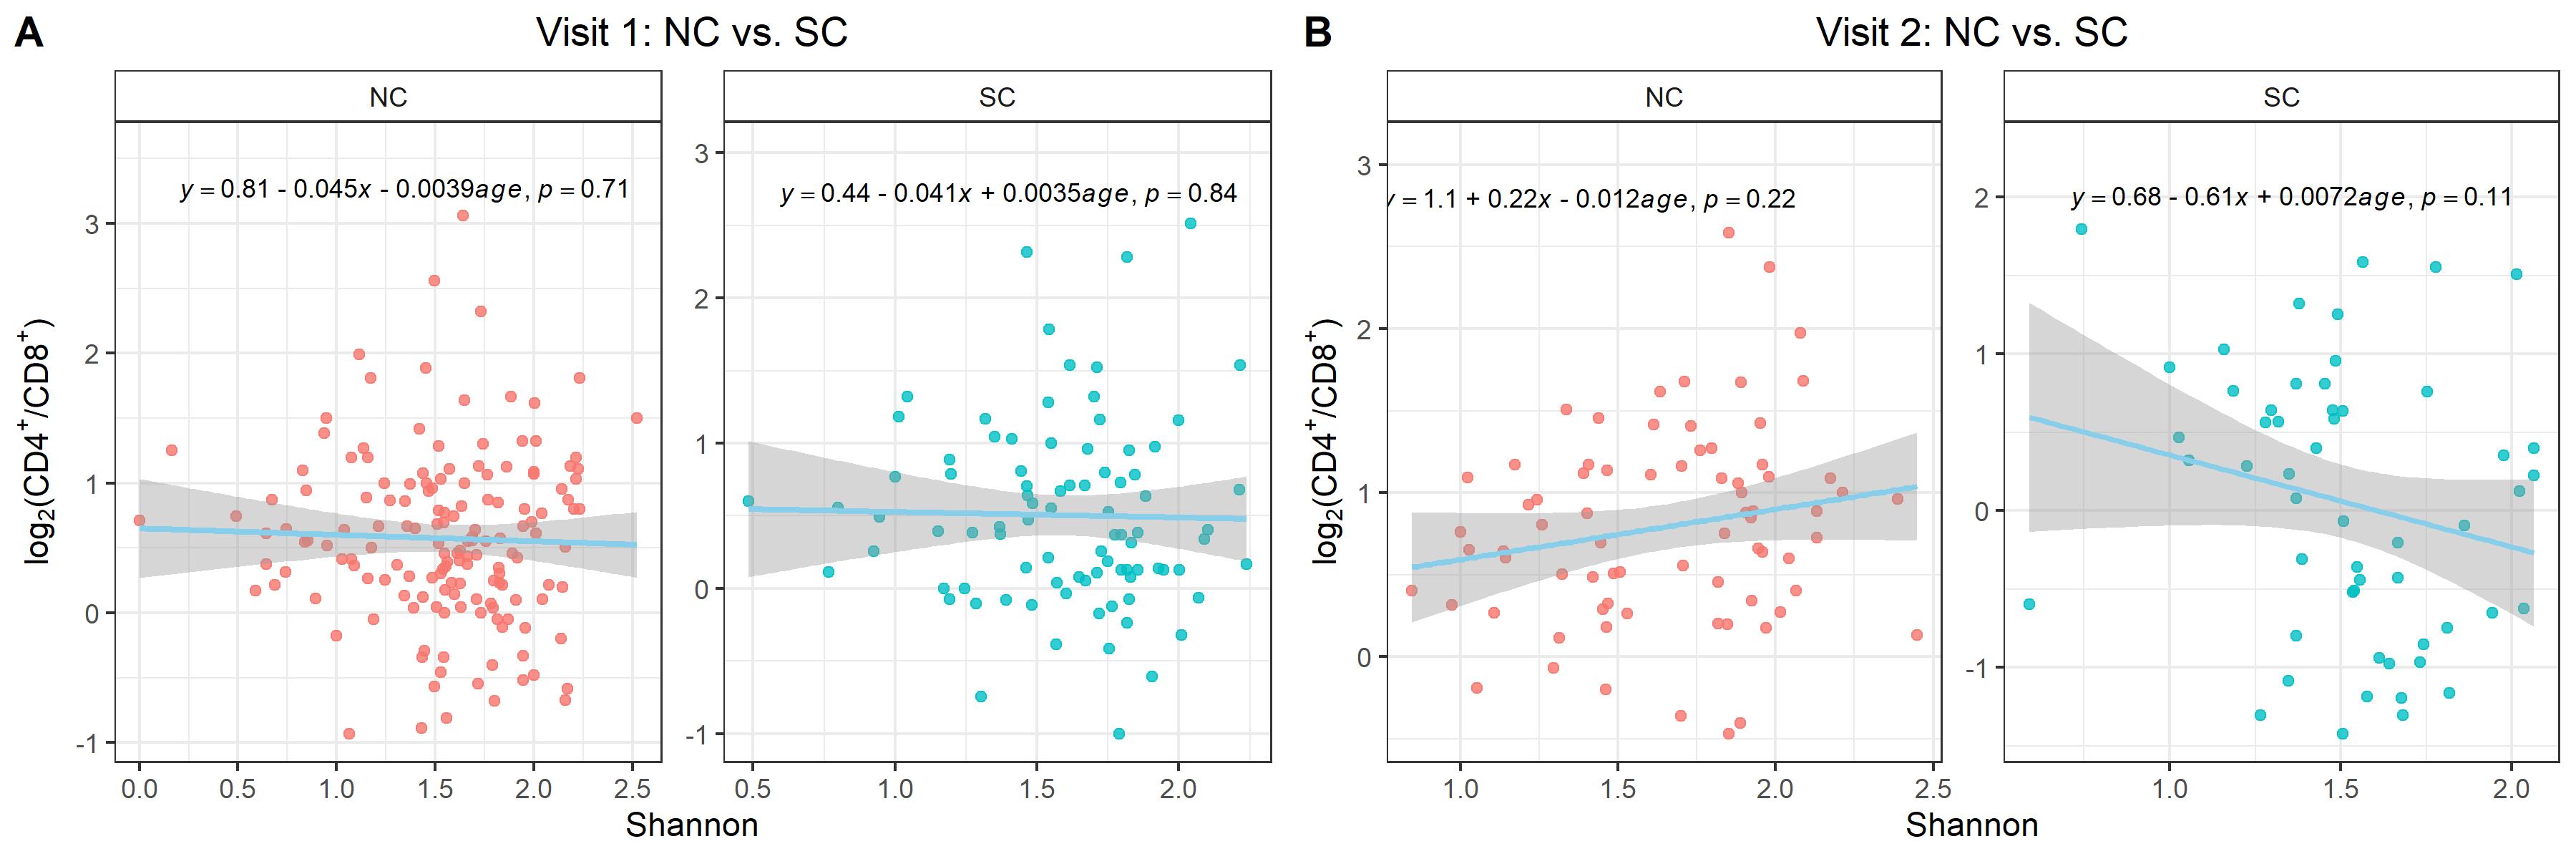 A Visit 1: NC vs. SC B Visit 2: NC vs. SC
NC SC NC SC
y = 0.81 - 0.045x - 0.0039age, p = 0.71
y = 0.44 - 0.041x + 0.0035age, p = 0.84
y = 1.1 + 0.22x - 0.012age, p = 0.22
y = 0.68 - 0.61x + 0.0072age, p = 0.11
log₂(CD4⁺/CD8⁺)
3
2
1
0
-1
3
2
1
0
-1
log₂(CD4⁺/CD8⁺)
3
2
1
0
2
1
0
-1
0.0 0.5 1.0 1.5 2.0 2.5 0.5 1.0 1.5 2.0 1.0 1.5 2.0 2.5 1.0 1.5 2.0
Shannon Shannon